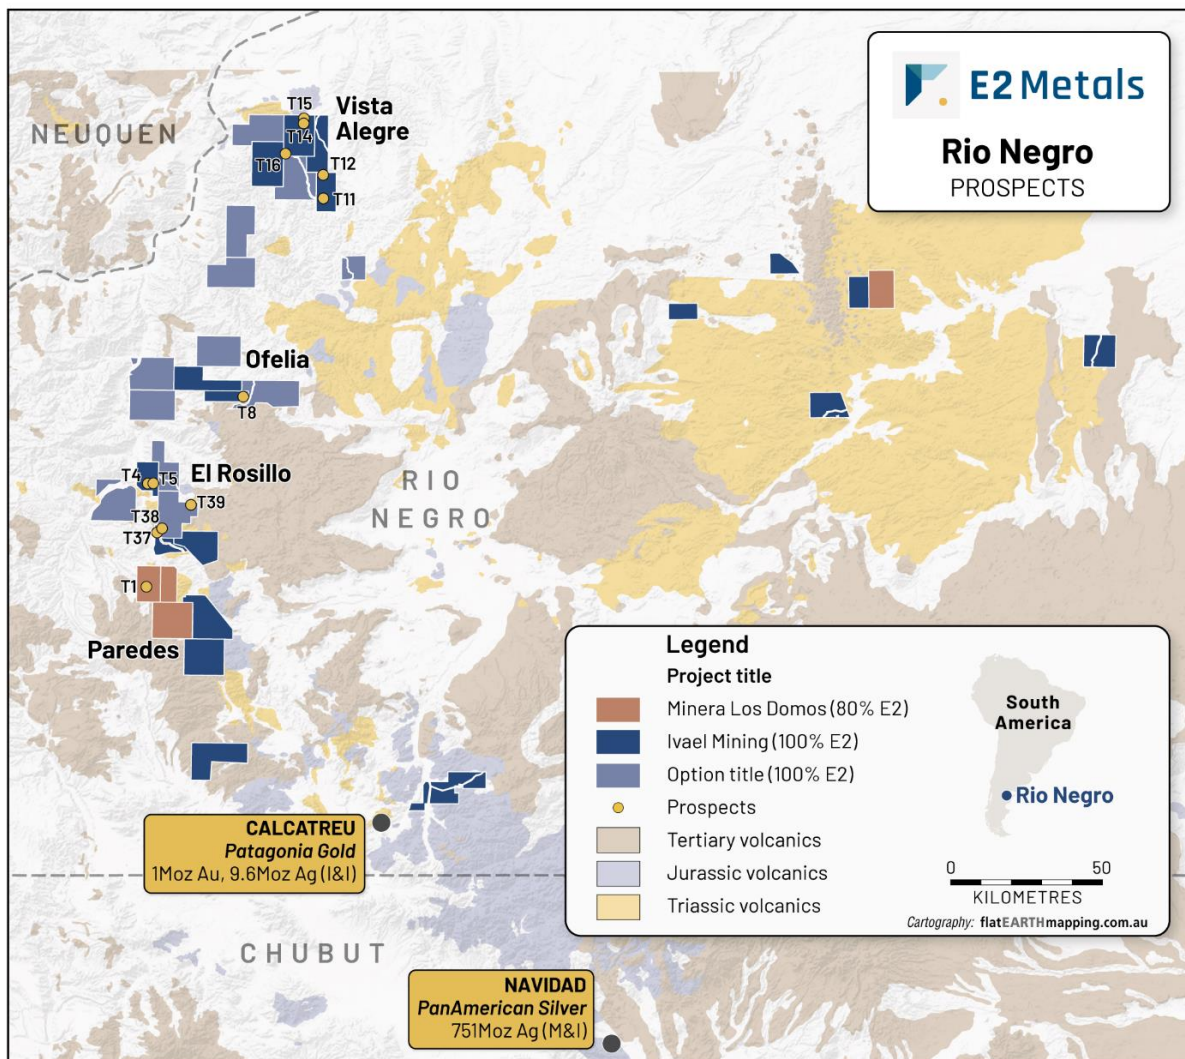 E2 Metals
Rio Negro
PROSPECTS
NEUQUEN
T15
Vista
Alegre
T14
T16
T12
T11
Ofelia
T8
T4
T5
El Rosillo
T39
T38
T37
RIO
NEGRO
T1
Paredes
Legend
Project title
Minera Los Domos (80% E2)
Ivael Mining (100% E2)
Option title (100% E2)
Prospects
Tertiary volcanics
Jurassic volcanics
Triassic volcanics
South
America
Rio Negro
0 50
KILOMETRES
Cartography: flatEARTHmapping.com.au
CALCATREU
Patagonia Gold
1Moz Au, 9.6Moz Ag (I&I)
CHUBUT
NAVIDAD
PanAmerican Silver
751Moz Ag (M&I)